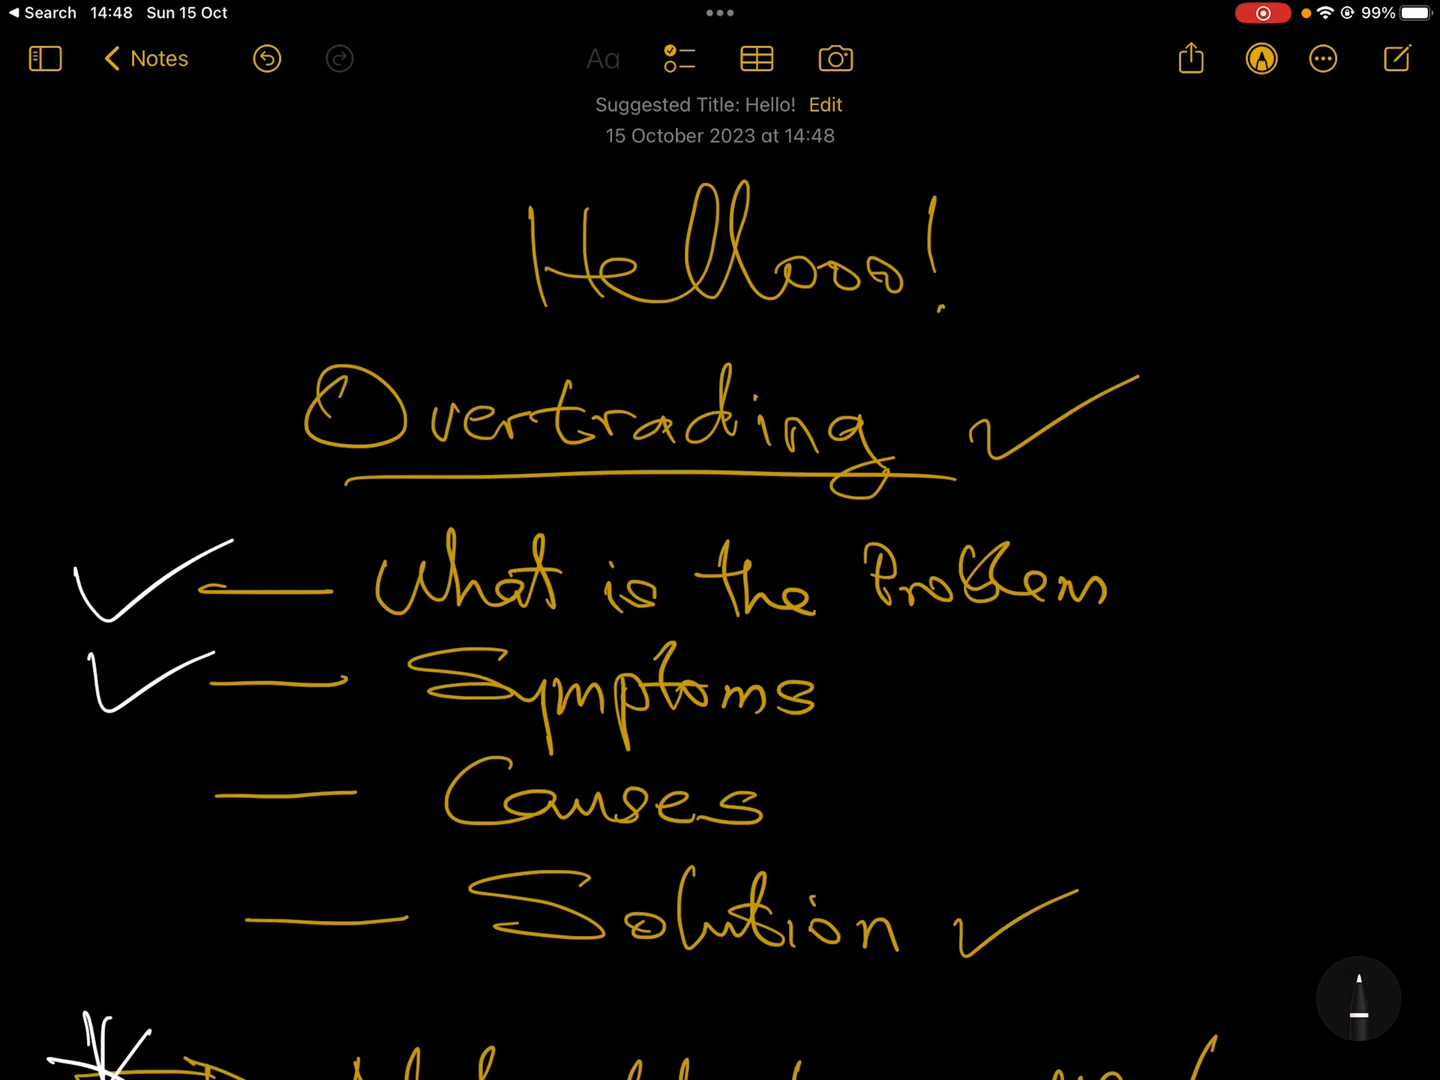 Search 14:48 Sun 15 Oct 99%
Notes Aa
Suggested Title: Hello! Edit
15 October 2023 at 14:48
Hellooo!
Overtrading
What is the Problem
Symptoms
Causes
Solution